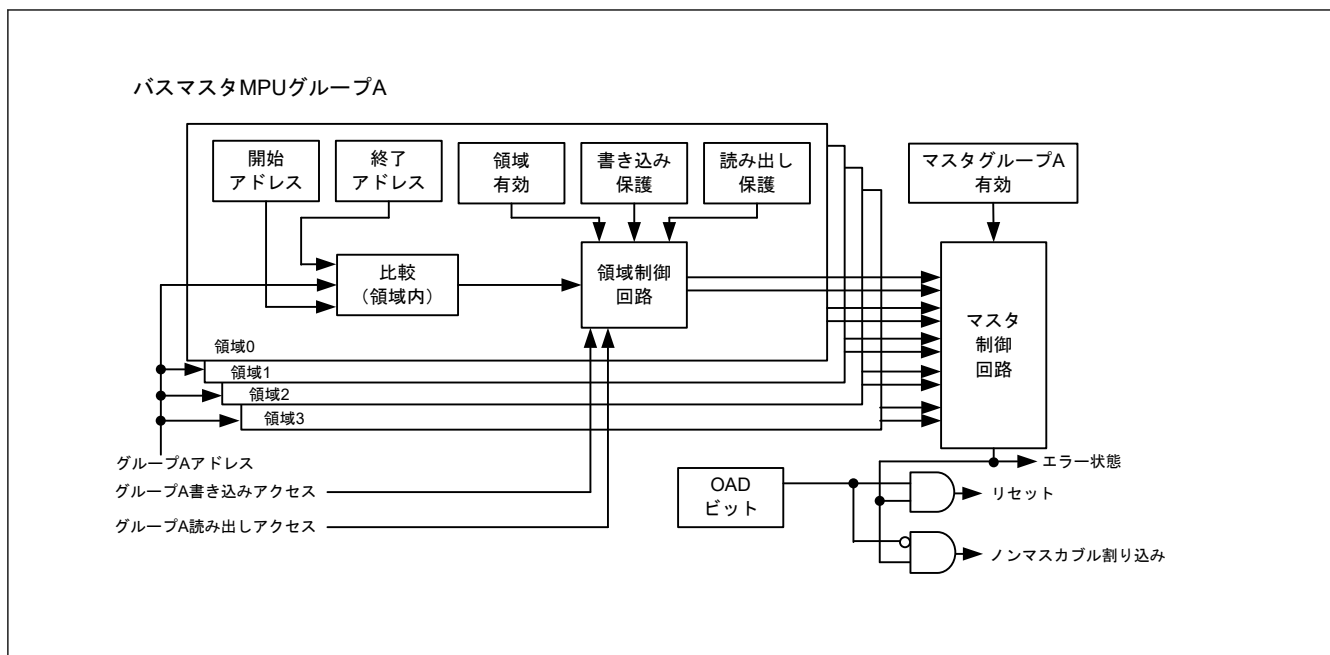 バスマスタMPUグループA
開始
アドレス
終了
アドレス
領域
有効
書き込み
保護
読み出し
保護
マスタグループA
有効
比較
(領域内)
領域制御
回路
マスタ
制御
回路
領域0
領域1
領域2
領域3
グループAアドレス
グループA書き込みアクセス
グループA読み出しアクセス
OAD
ビット
エラー状態
リセット
ノンマスカブル割り込み